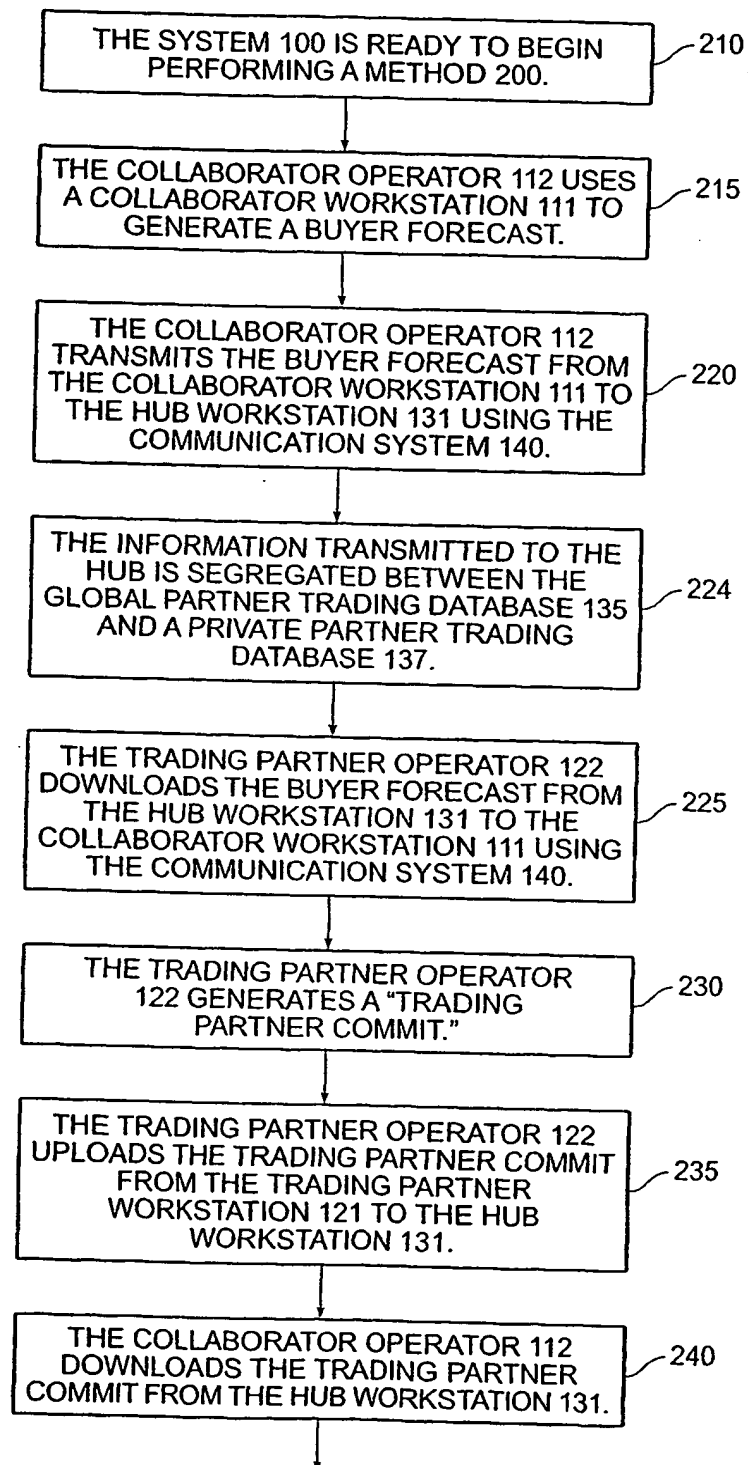 THE SYSTEM 100 IS READY TO BEGIN
PERFORMING A METHOD 200.
210
THE COLLABORATOR OPERATOR 112 USES
A COLLABORATOR WORKSTATION 111 TO
GENERATE A BUYER FORECAST.
215
THE COLLABORATOR OPERATOR 112
TRANSMITS THE BUYER FORECAST FROM
THE COLLABORATOR WORKSTATION 111 TO
THE HUB WORKSTATION 131 USING THE
COMMUNICATION SYSTEM 140.
220
THE INFORMATION TRANSMITTED TO THE
HUB IS SEGREGATED BETWEEN THE
GLOBAL PARTNER TRADING DATABASE 135
AND A PRIVATE PARTNER TRADING
DATABASE 137.
224
THE TRADING PARTNER OPERATOR 122
DOWNLOADS THE BUYER FORECAST FROM
THE HUB WORKSTATION 131 TO THE
COLLABORATOR WORKSTATION 111 USING
THE COMMUNICATION SYSTEM 140.
225
THE TRADING PARTNER OPERATOR
122 GENERATES A “TRADING
PARTNER COMMIT.”
230
THE TRADING PARTNER OPERATOR 122
UPLOADS THE TRADING PARTNER COMMIT
FROM THE TRADING PARTNER
WORKSTATION 121 TO THE HUB
WORKSTATION 131.
235
THE COLLABORATOR OPERATOR 112
DOWNLOADS THE TRADING PARTNER
COMMIT FROM THE HUB WORKSTATION 131.
240